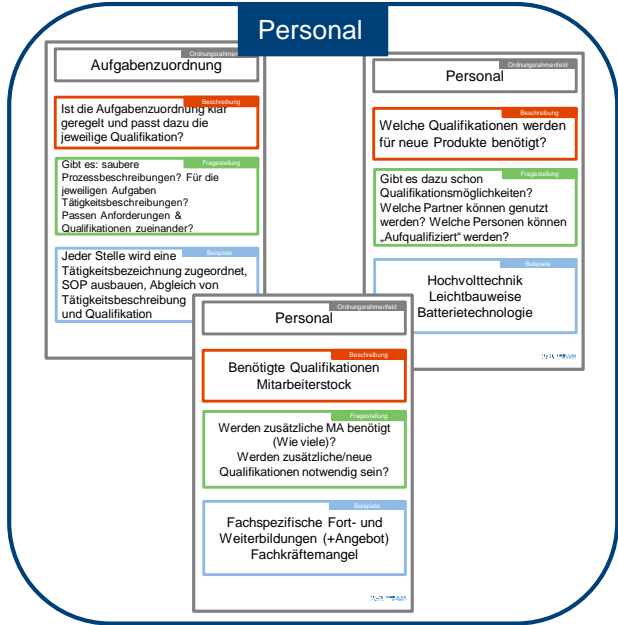 Personal
Ordnungsrahmen
Aufgabenzuordnung
Beschreibung
Ist die Aufgabenzuordnung klar
geregelt und passt dazu die
jeweilige Qualifikation?
Fragestellung
Gibt es: saubere
Prozessbeschreibungen? Für die
jeweiligen Aufgaben
Tätigkeitsbeschreibungen?
Passen Anforderungen &
Qualifikationen zueinander?
Beispiele
Jeder Stelle wird eine
Tätigkeitsbezeichnung zugeordnet,
SOP ausbauen, Abgleich von
Tätigkeitsbeschreibung
und Qualifikation
Ordnungsrahmenfeld
Personal
Beschreibung
Welche Qualifikationen werden
für neue Produkte benötigt?
Fragestellung
Gibt es dazu schon
Qualifikationsmöglichkeiten?
Welche Partner können genutzt
werden? Welche Personen können
„Aufqualifiziert“ werden?
Beispiele
Hochvolttechnik
Leichtbauweise
Batterietechnologie
Ordnungsrahmenfeld
Personal
Beschreibung
Benötigte Qualifikationen
Mitarbeiterstock
Fragestellung
Werden zusätzliche MA benötigt
(Wie viele)?
Werden zusätzliche/neue
Qualifikationen notwendig sein?
Beispiele
Fachspezifische Fort- und
Weiterbildungen (+Angebot)
Fachkräftemangel